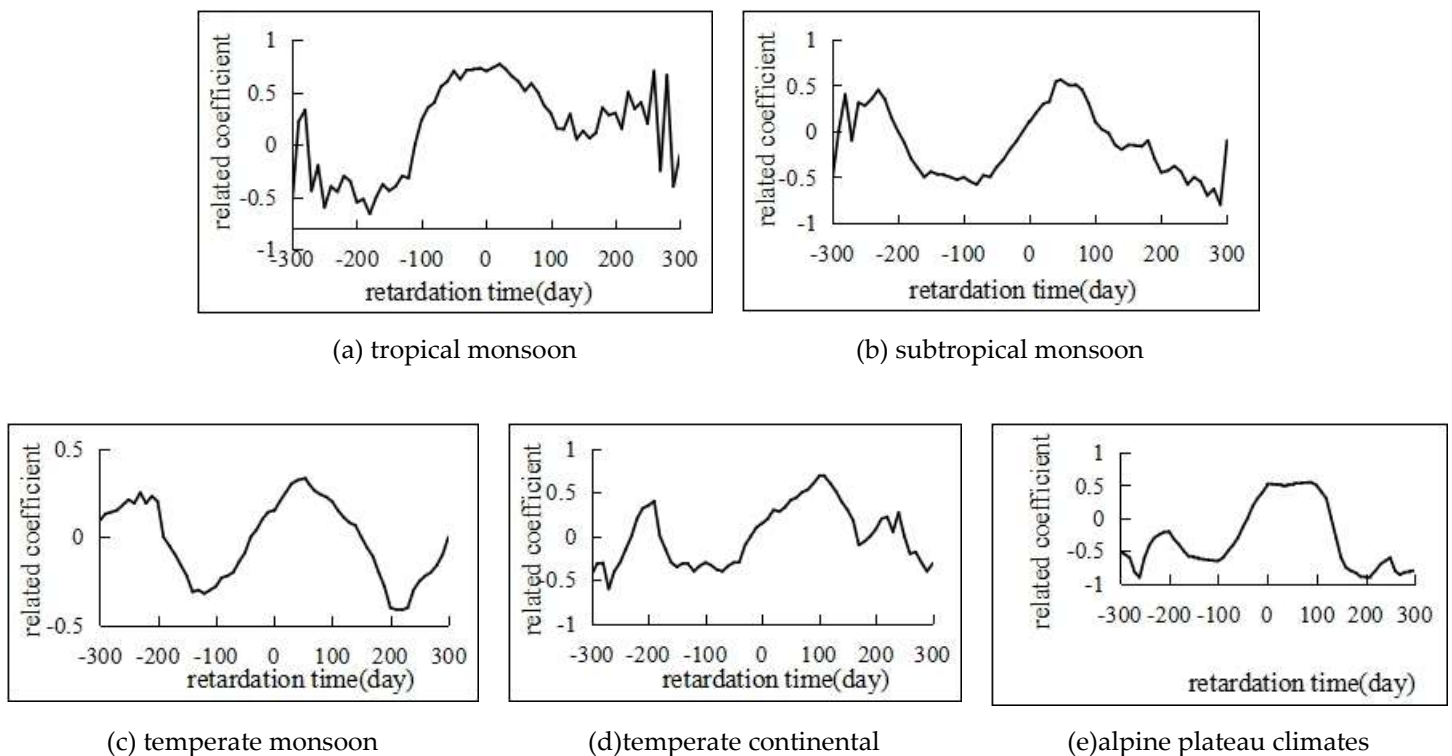 related coefficient
1
0.5
0
-0.5
-1
-300 -200 -100 0 100 200 300
retardation time(day)
(a) tropical monsoon
related coefficient
1
0.5
0
-0.5
-1
-300 -200 -100 0 100 200 300
retardation time(day)
(b) subtropical monsoon
related coefficient
0.5
0
-0.5
-300 -200 -100 0 100 200 300
retardation time(day)
(c) temperate monsoon
related coefficient
1
0.5
0
-0.5
-1
-300 -200 -100 0 100 200 300
retardation time(day)
(d)temperate continental
related coefficient
1
0.5
0
-0.5
-1
-300 -200 -100 0 100 200 300
retardation time(day)
(e)alpine plateau climates